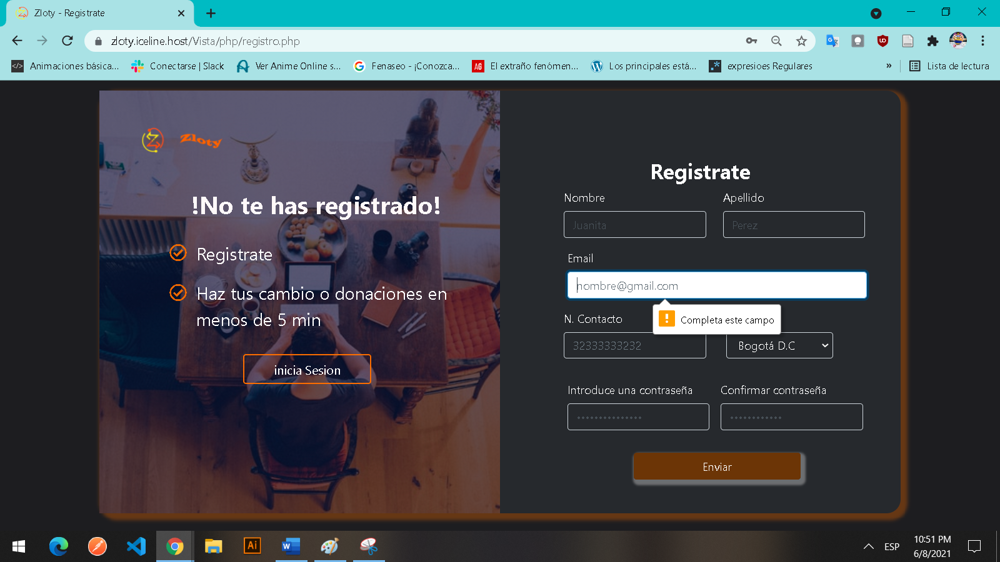 Zloty - Registrate
zloty.iceline.host/Vista/php/registro.php
Animaciones básica...
Conectarse | Slack
Ver Anime Online s...
Fenaseo - ¡Conozca...
El extraño fenómen...
Los principales está...
expresioes Regulares
»
Lista de lectura
Zloty
!No te has registrado!
Registrate
Haz tus cambio o donaciones en
menos de 5 min
inicia Sesion
Registrate
Nombre
Apellido
Juanita
Perez
Email
nombre@gmail.com
Completa este campo
N. Contacto
32333333232
Bogotá D.C
Introduce una contraseña
Confirmar contraseña
Enviar
ESP
10:51 PM
6/8/2021